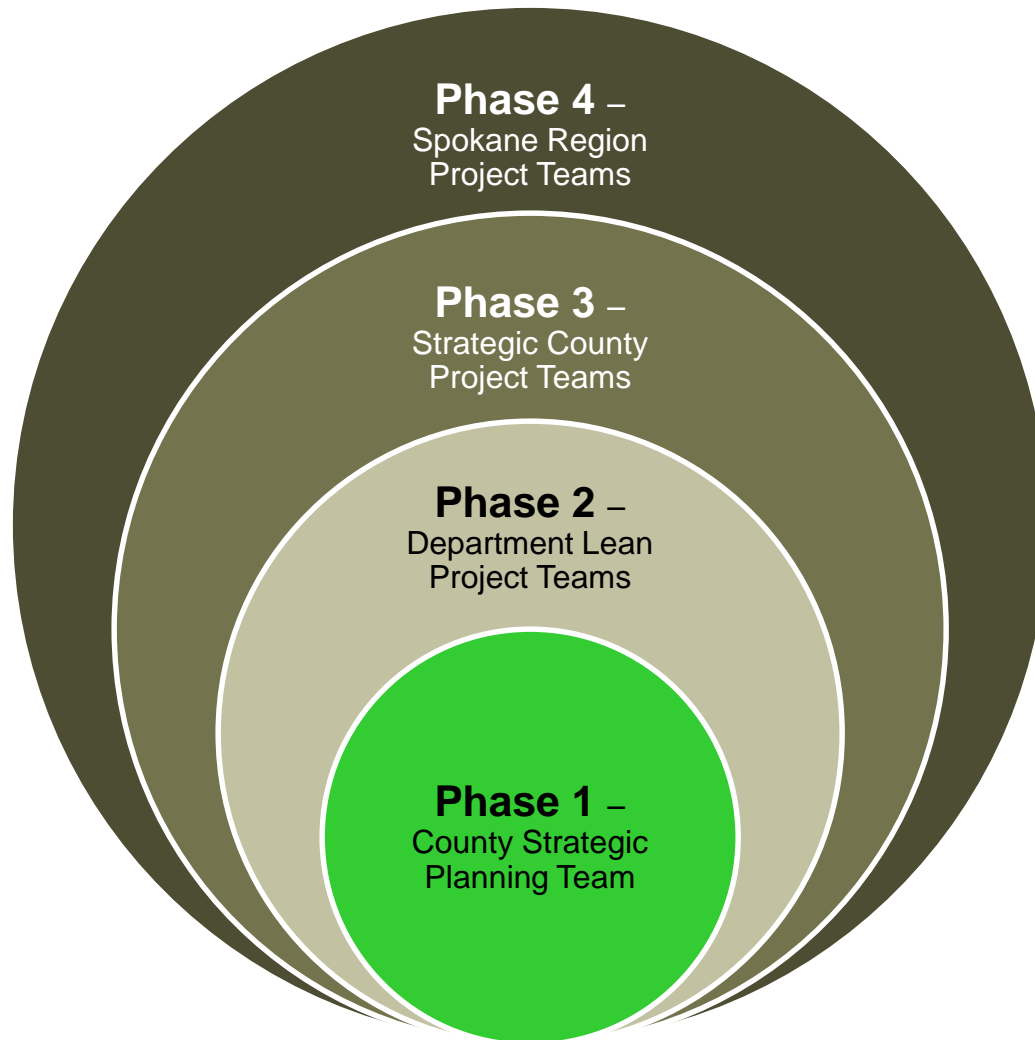 Phase 4 –
Spokane Region
Project Teams
Phase 3 –
Strategic County
Project Teams
Phase 2 –
Department Lean
Project Teams
Phase 1 –
County Strategic
Planning Team